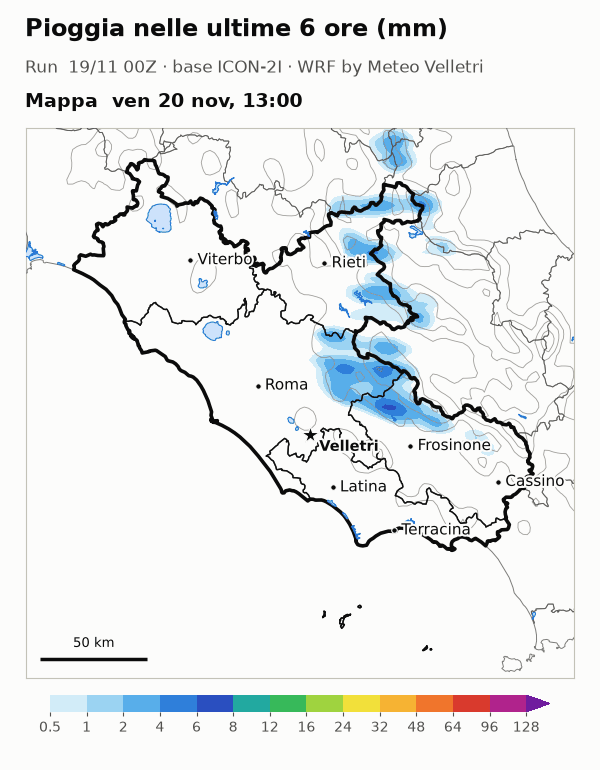 Pioggia nelle ultime 6 ore (mm)
Run  19/11 00Z · base ICON-2I · WRF by Meteo Velletri
Mappa  ven 20 nov, 13:00
Viterbo
Rieti
Roma
Velletri
Frosinone
Latina
Cassino
Terracina
50 km
0.5 1 2 4 6 8 12 16 24 32 48 64 96 128